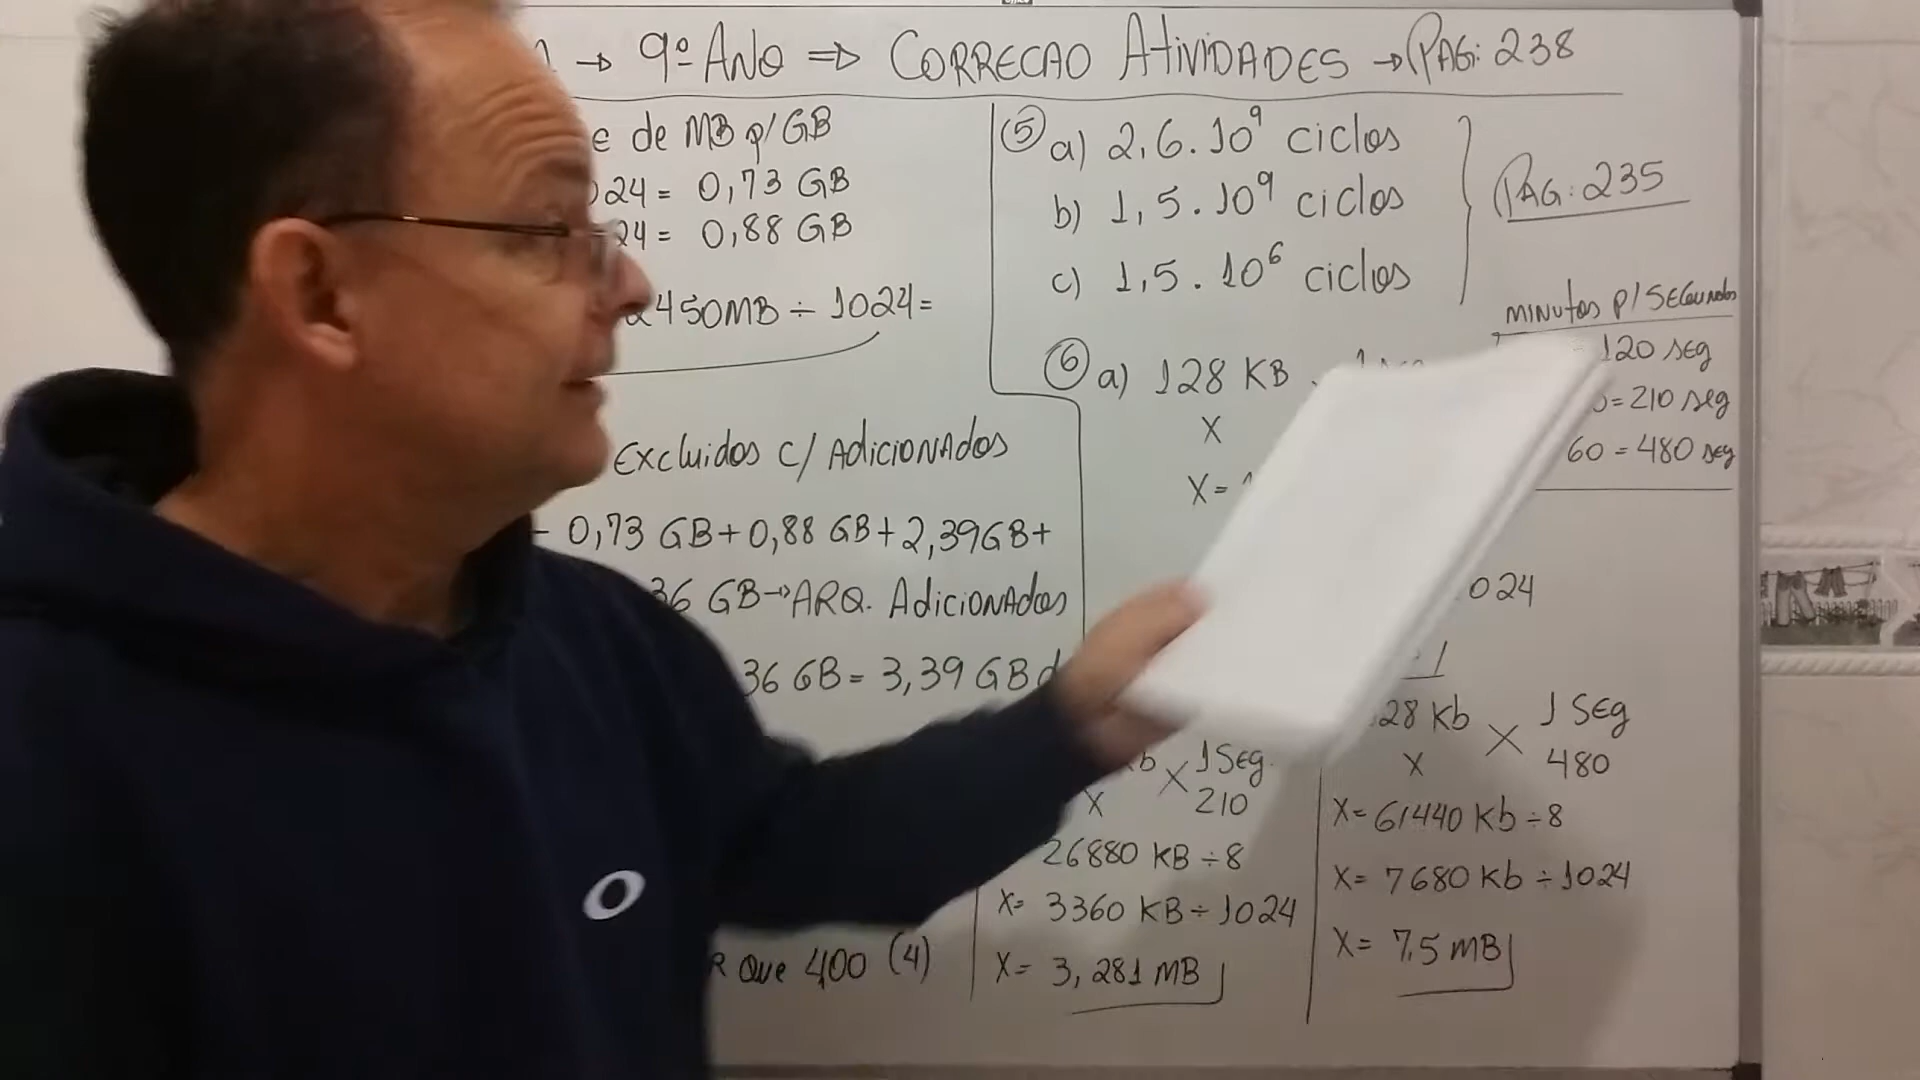 → 9º ANO ⇒ CORRECAO AtiviDADES → PAG: 238
de MB p/ GB
024 = 0,73 GB
24 = 0,88 GB
2450MB ÷ 1024 =
Excluidos c/ ADicionADos
- 0,73 GB + 0,88 GB + 2,39GB +
36 GB → ARQ. ADicionADos
36 GB = 3,39 GB d
R Que 400 (4)
⑤ a) 2,6 . 10⁹ ciclos
b) 1,5 . 10⁹ ciclos
c) 1,5 . 10⁶ ciclos
PAG: 235
⑥ a) 128 KB
X
X =
MINutos p/ SEGundos
120 seg
= 210 seg
60 = 480 seg
024
b X 1 SEg.
X 210
26880 KB ÷ 8
X = 3360 KB ÷ 1024
X = 3,281 MB
28 Kb X 1 SEg
X 480
X = 61440 Kb ÷ 8
X = 7680 Kb ÷ 1024
X = 7,5 MB